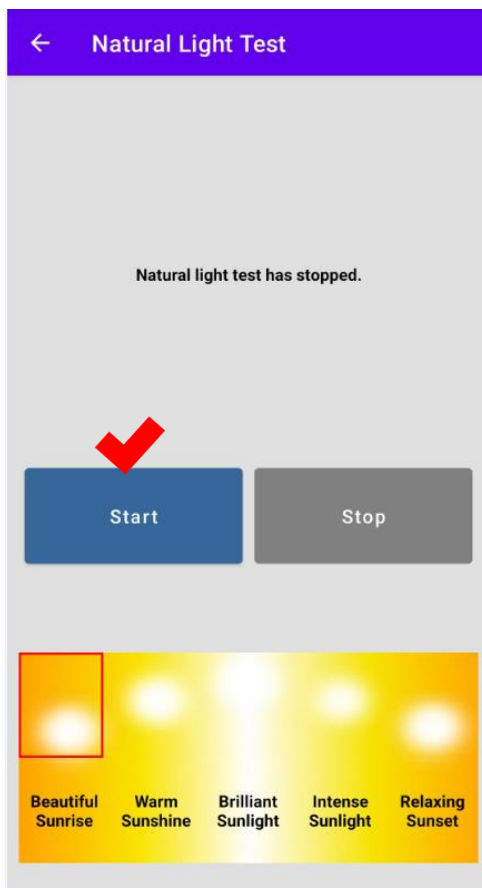 Natural Light Test
Natural light test has stopped.
Start
Stop
Beautiful Sunrise
Warm Sunshine
Brilliant Sunlight
Intense Sunlight
Relaxing Sunset